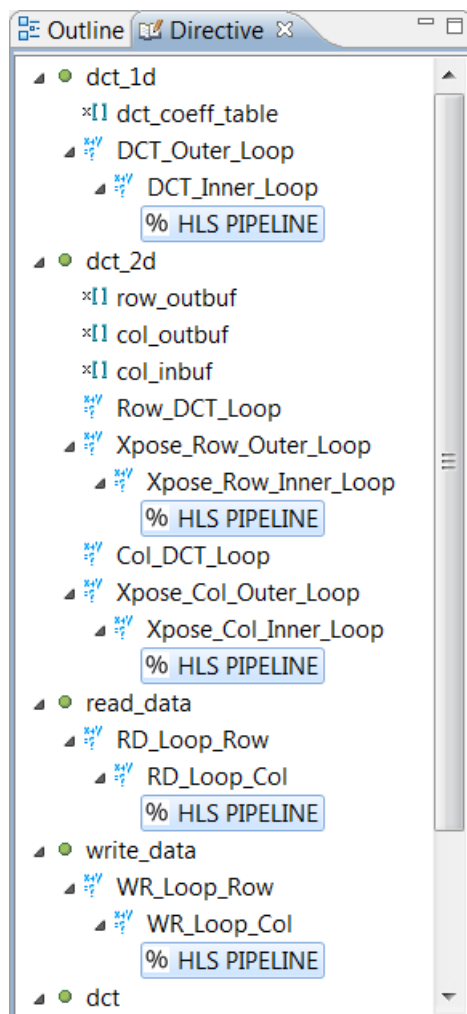 Outline Directive
dct_1d
x[] dct_coeff_table
DCT_Outer_Loop
DCT_Inner_Loop
% HLS PIPELINE
dct_2d
x[] row_outbuf
x[] col_outbuf
x[] col_inbuf
Row_DCT_Loop
Xpose_Row_Outer_Loop
Xpose_Row_Inner_Loop
% HLS PIPELINE
Col_DCT_Loop
Xpose_Col_Outer_Loop
Xpose_Col_Inner_Loop
% HLS PIPELINE
read_data
RD_Loop_Row
RD_Loop_Col
% HLS PIPELINE
write_data
WR_Loop_Row
WR_Loop_Col
% HLS PIPELINE
dct